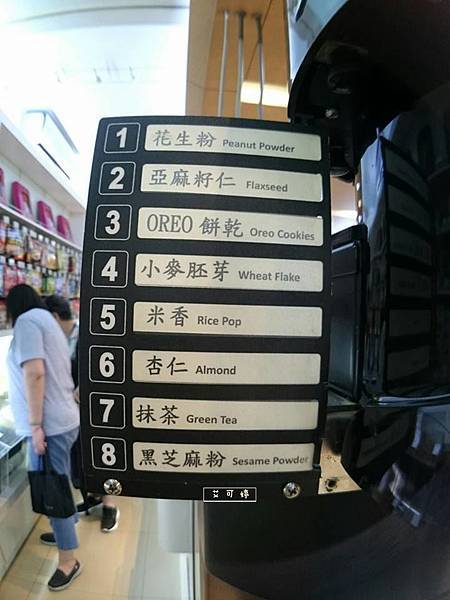 1 花生粉 Peanut Powder
2 亞麻籽仁 Flaxseed
3 OREO 餅乾 Oreo Cookies
4 小麥胚芽 Wheat Flake
5 米香 Rice Pop
6 杏仁 Almond
7 抹茶 Green Tea
8 黑芝麻粉 Sesame Powder
艾可婷